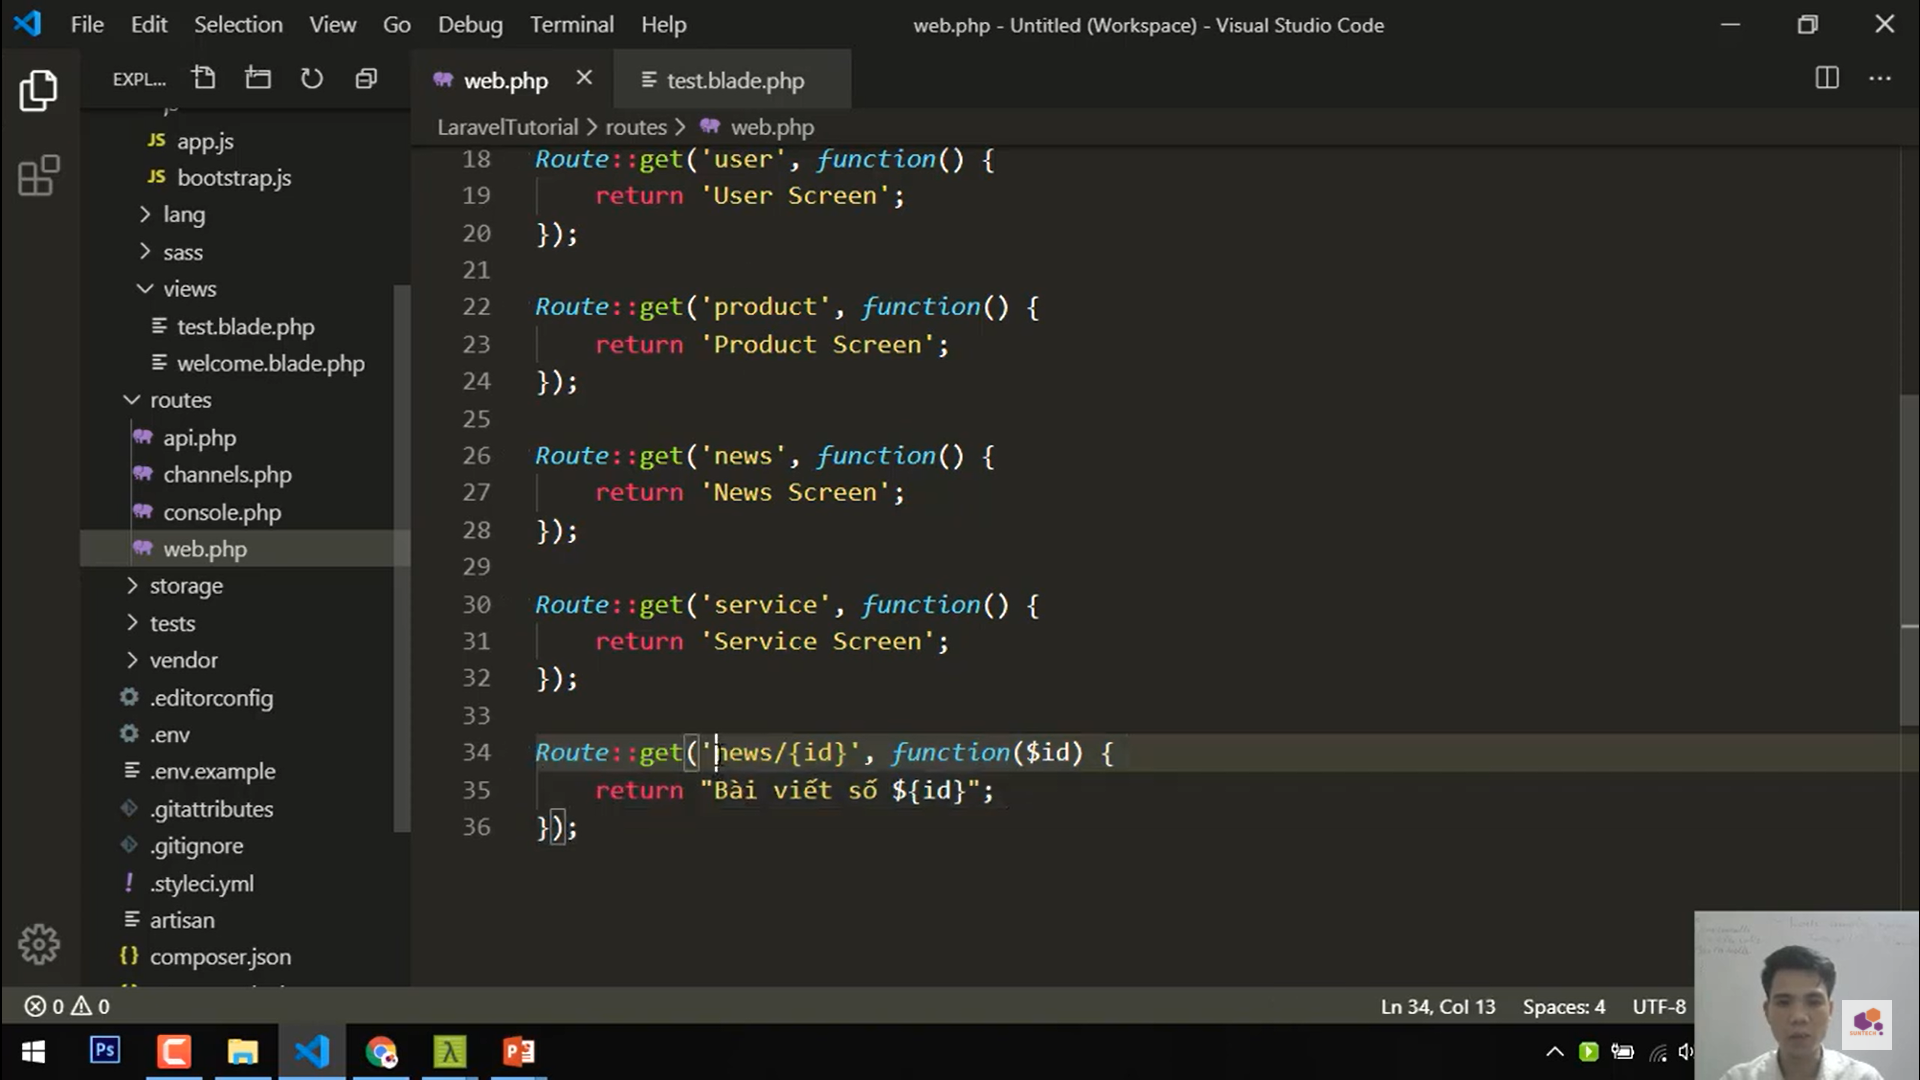 File Edit Selection View Go Debug Terminal Help
web.php - Untitled (Workspace) - Visual Studio Code
EXPL...
web.php
test.blade.php
LaravelTutorial > routes > web.php
app.js
bootstrap.js
lang
sass
views
test.blade.php
welcome.blade.php
routes
api.php
channels.php
console.php
web.php
storage
tests
vendor
.editorconfig
.env
.env.example
.gitattributes
.gitignore
.styleci.yml
artisan
composer.json
18 Route::get('user', function() {
19     return 'User Screen';
20 });
21
22 Route::get('product', function() {
23     return 'Product Screen';
24 });
25
26 Route::get('news', function() {
27     return 'News Screen';
28 });
29
30 Route::get('service', function() {
31     return 'Service Screen';
32 });
33
34 Route::get('news/{id}', function($id) {
35     return "Bài viết số ${id}";
36 });
0 0
Ln 34, Col 13 Spaces: 4 UTF-8
SUNTECH